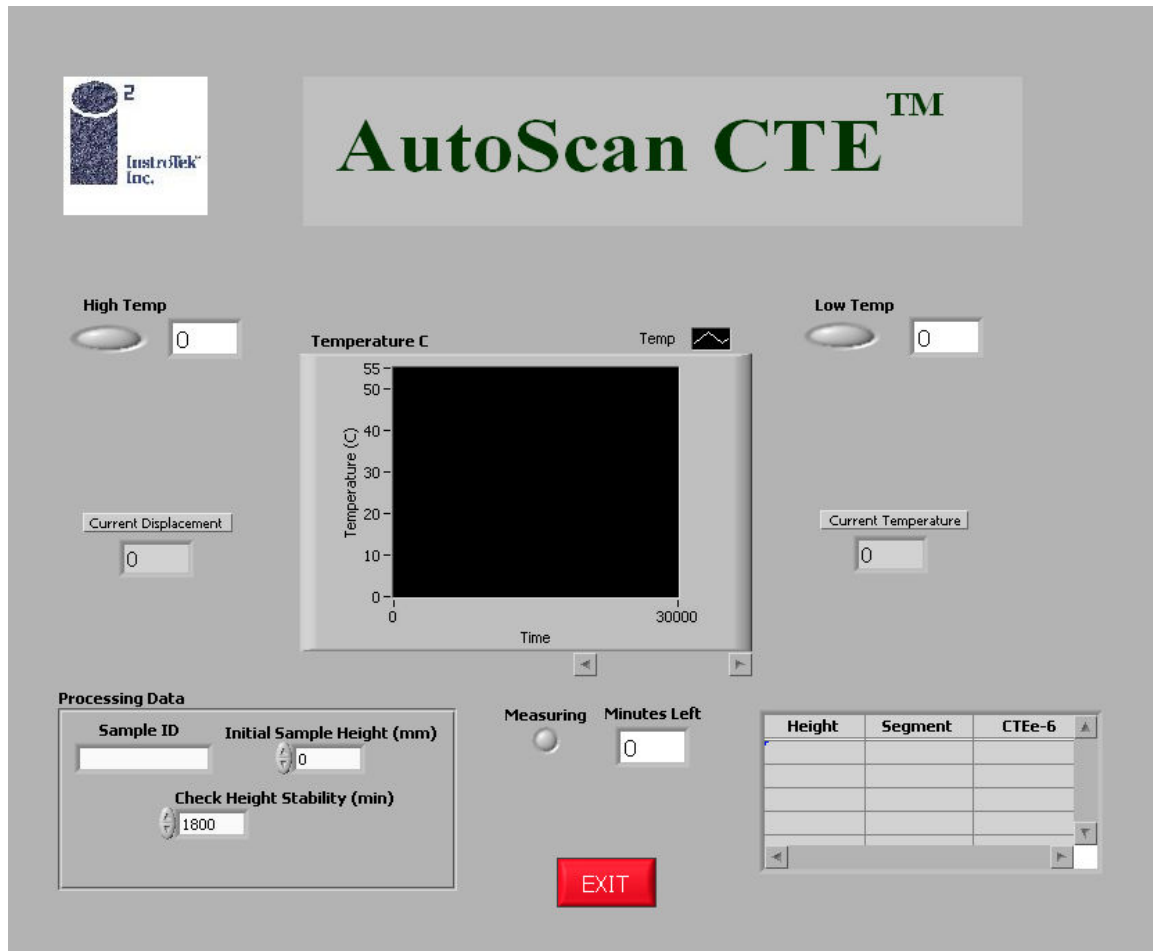 2
InstroTek™
Inc.
AutoScan CTE™
High Temp
0
Low Temp
0
Temperature C
Temp
55
50
40
30
20
10
0
Temperature (C)
0
30000
Time
Current Displacement
0
Current Temperature
0
Processing Data
Sample ID
Initial Sample Height (mm)
0
Check Height Stability (min)
1800
Measuring
Minutes Left
0
Height Segment CTEe-6
EXIT